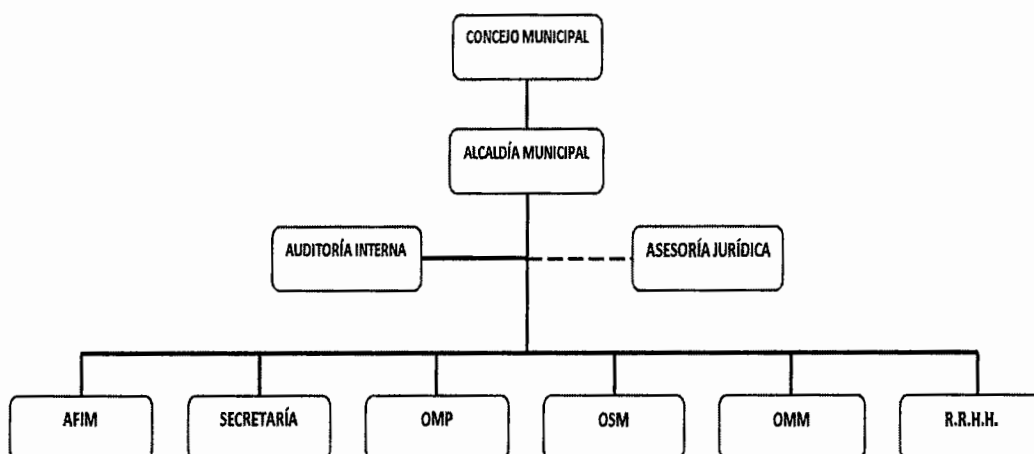 CONCEJO MUNICIPAL
ALCALDÍA MUNICIPAL
AUDITORÍA INTERNA
ASESORÍA JURÍDICA
AFIM
SECRETARÍA
OMP
OSM
OMM
R.R.H.H.